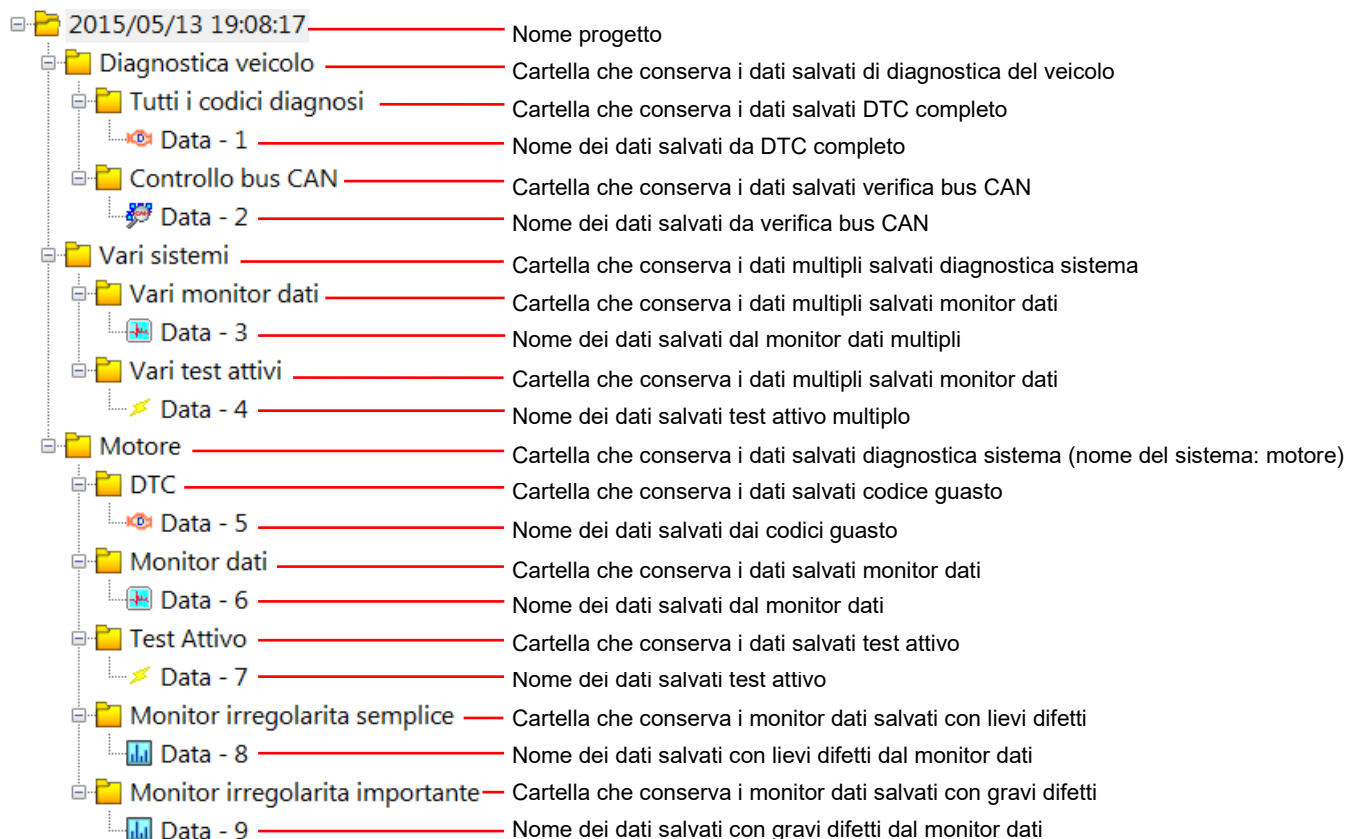 2015/05/13 19:08:17 Nome progetto
Diagnostica veicolo Cartella che conserva i dati salvati di diagnostica del veicolo
Tutti i codici diagnosi Cartella che conserva i dati salvati DTC completo
Data - 1 Nome dei dati salvati da DTC completo
Controllo bus CAN Cartella che conserva i dati salvati verifica bus CAN
Data - 2 Nome dei dati salvati da verifica bus CAN
Vari sistemi Cartella che conserva i dati multipli salvati diagnostica sistema
Vari monitor dati Cartella che conserva i dati multipli salvati monitor dati
Data - 3 Nome dei dati salvati dal monitor dati multipli
Vari test attivi Cartella che conserva i dati multipli salvati monitor dati
Data - 4 Nome dei dati salvati test attivo multiplo
Motore Cartella che conserva i dati salvati diagnostica sistema (nome del sistema: motore)
DTC Cartella che conserva i dati salvati codice guasto
Data - 5 Nome dei dati salvati dai codici guasto
Monitor dati Cartella che conserva i dati salvati monitor dati
Data - 6 Nome dei dati salvati dal monitor dati
Test Attivo Cartella che conserva i dati salvati test attivo
Data - 7 Nome dei dati salvati test attivo
Monitor irregolarita semplice Cartella che conserva i monitor dati salvati con lievi difetti
Data - 8 Nome dei dati salvati con lievi difetti dal monitor dati
Monitor irregolarita importante Cartella che conserva i monitor dati salvati con gravi difetti
Data - 9 Nome dei dati salvati con gravi difetti dal monitor dati